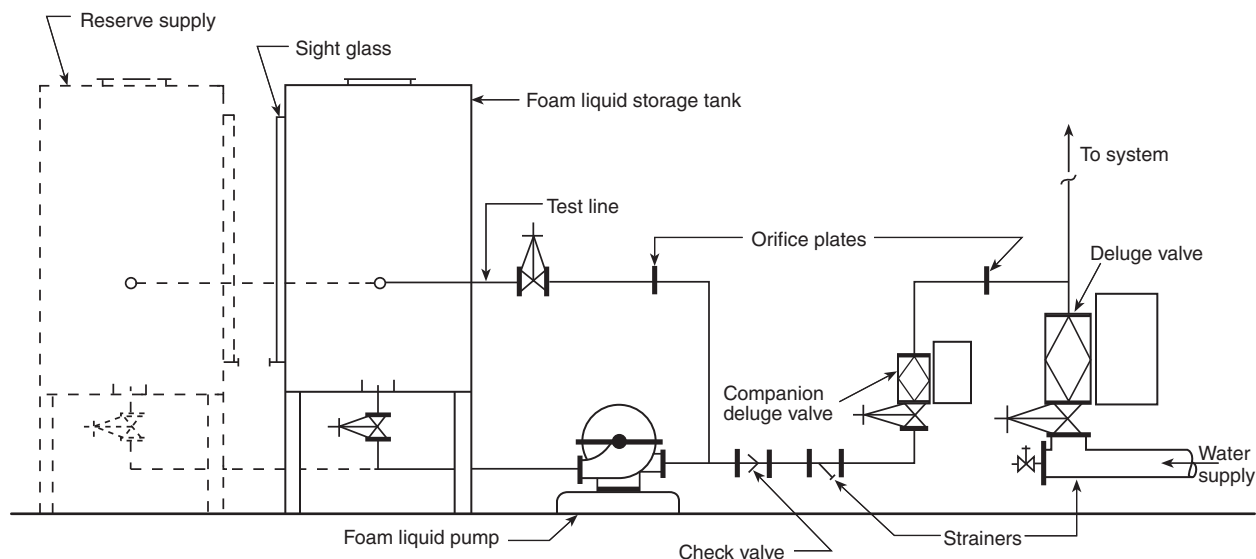 Reserve supply
Sight glass
Foam liquid storage tank
To system
Test line
Orifice plates
Deluge valve
Companion
deluge valve
Water
supply
Foam liquid pump
Check valve
Strainers